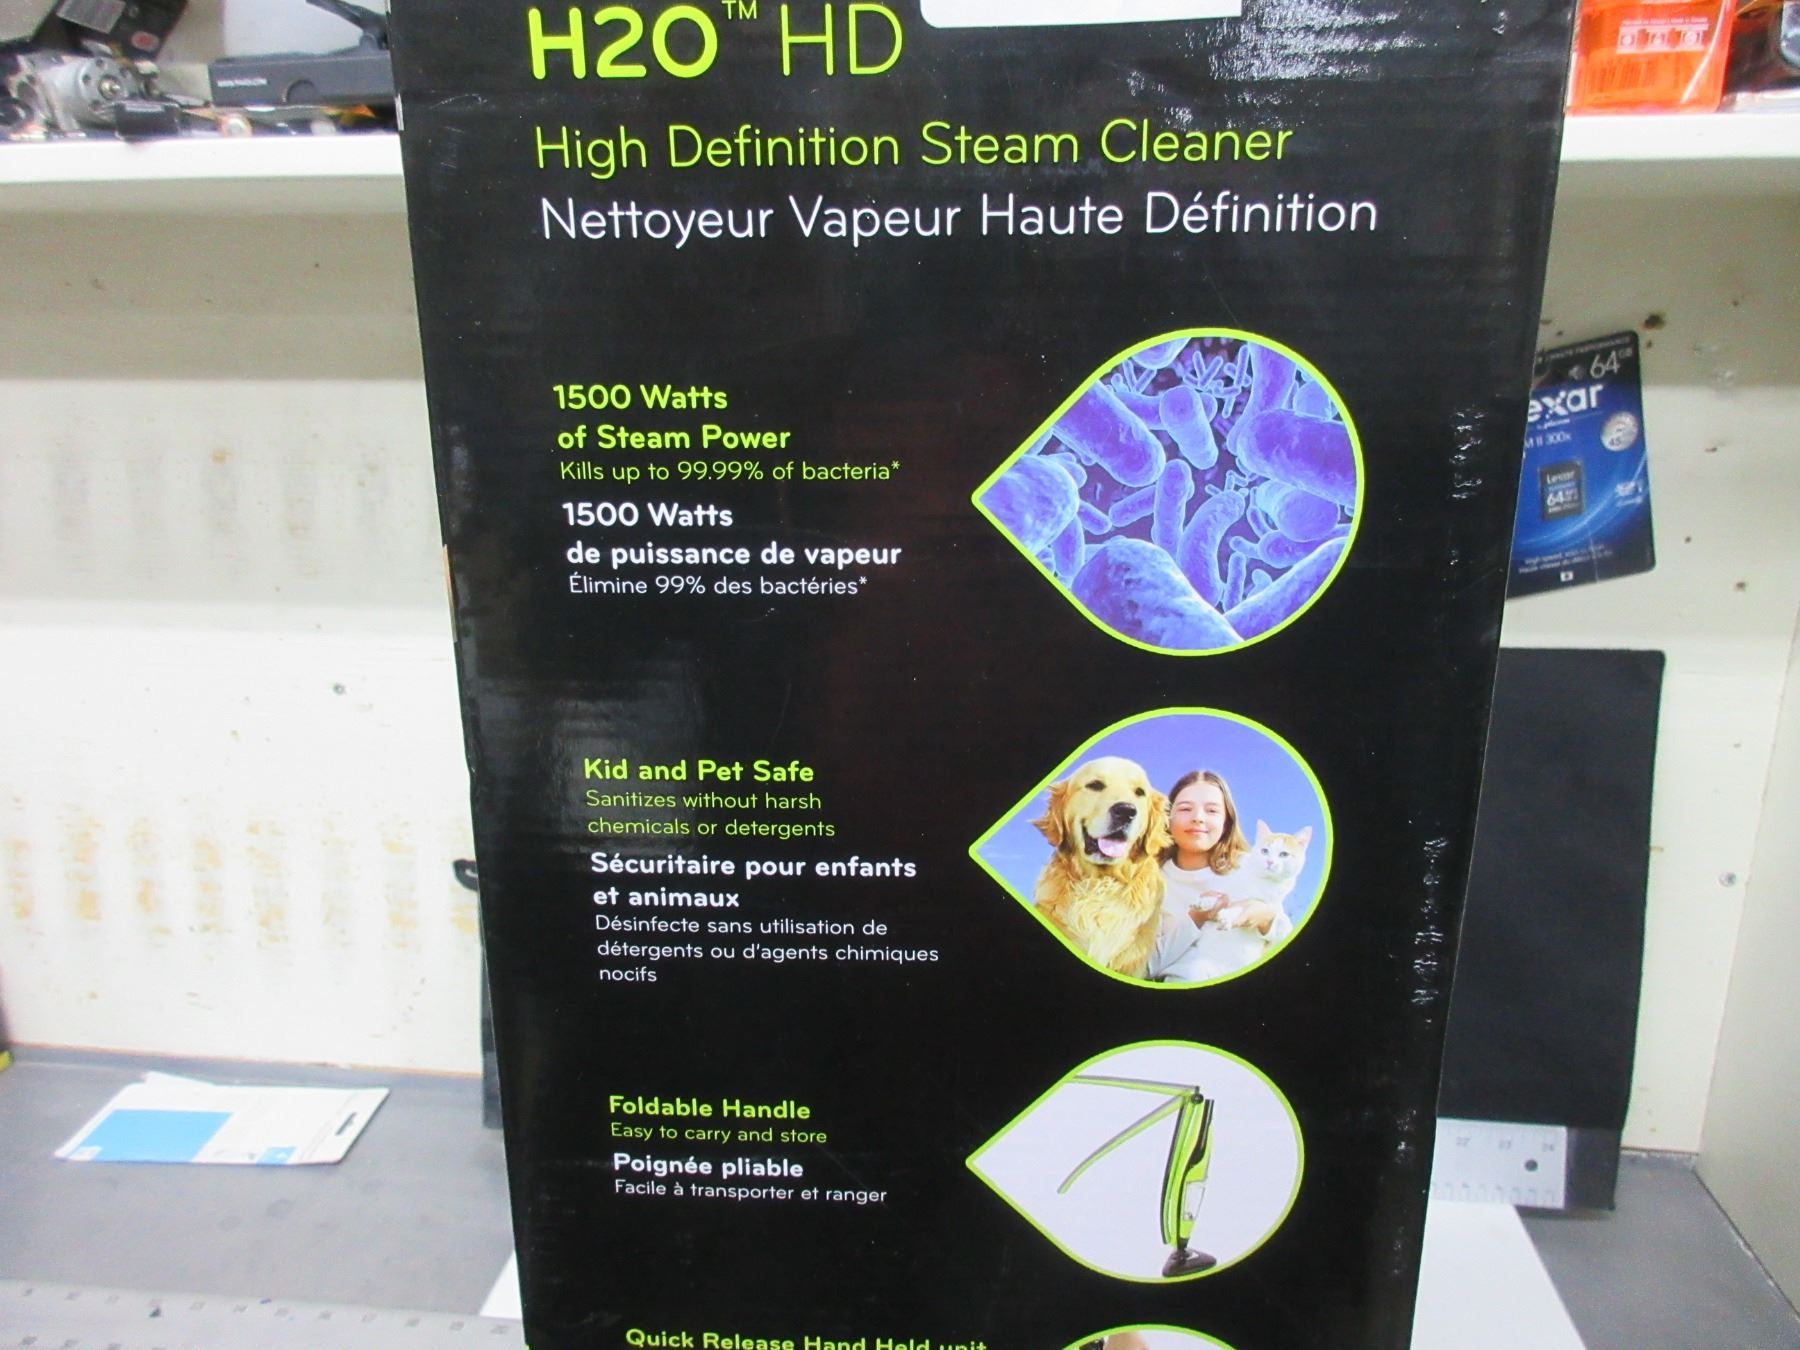 H2O™ HD
High Definition Steam Cleaner
Nettoyeur Vapeur Haute Définition
1500 Watts
of Steam Power
Kills up to 99.99% of bacteria*
1500 Watts
de puissance de vapeur
Élimine 99% des bactéries*
Kid and Pet Safe
Sanitizes without harsh
chemicals or detergents
Sécuritaire pour enfants
et animaux
Désinfecte sans utilisation de
détergents ou d'agents chimiques
nocifs
Foldable Handle
Easy to carry and store
Poignée pliable
Facile à transporter et ranger
Quick Release Hand Held unit
64GB
exar
300x
Lexar
64